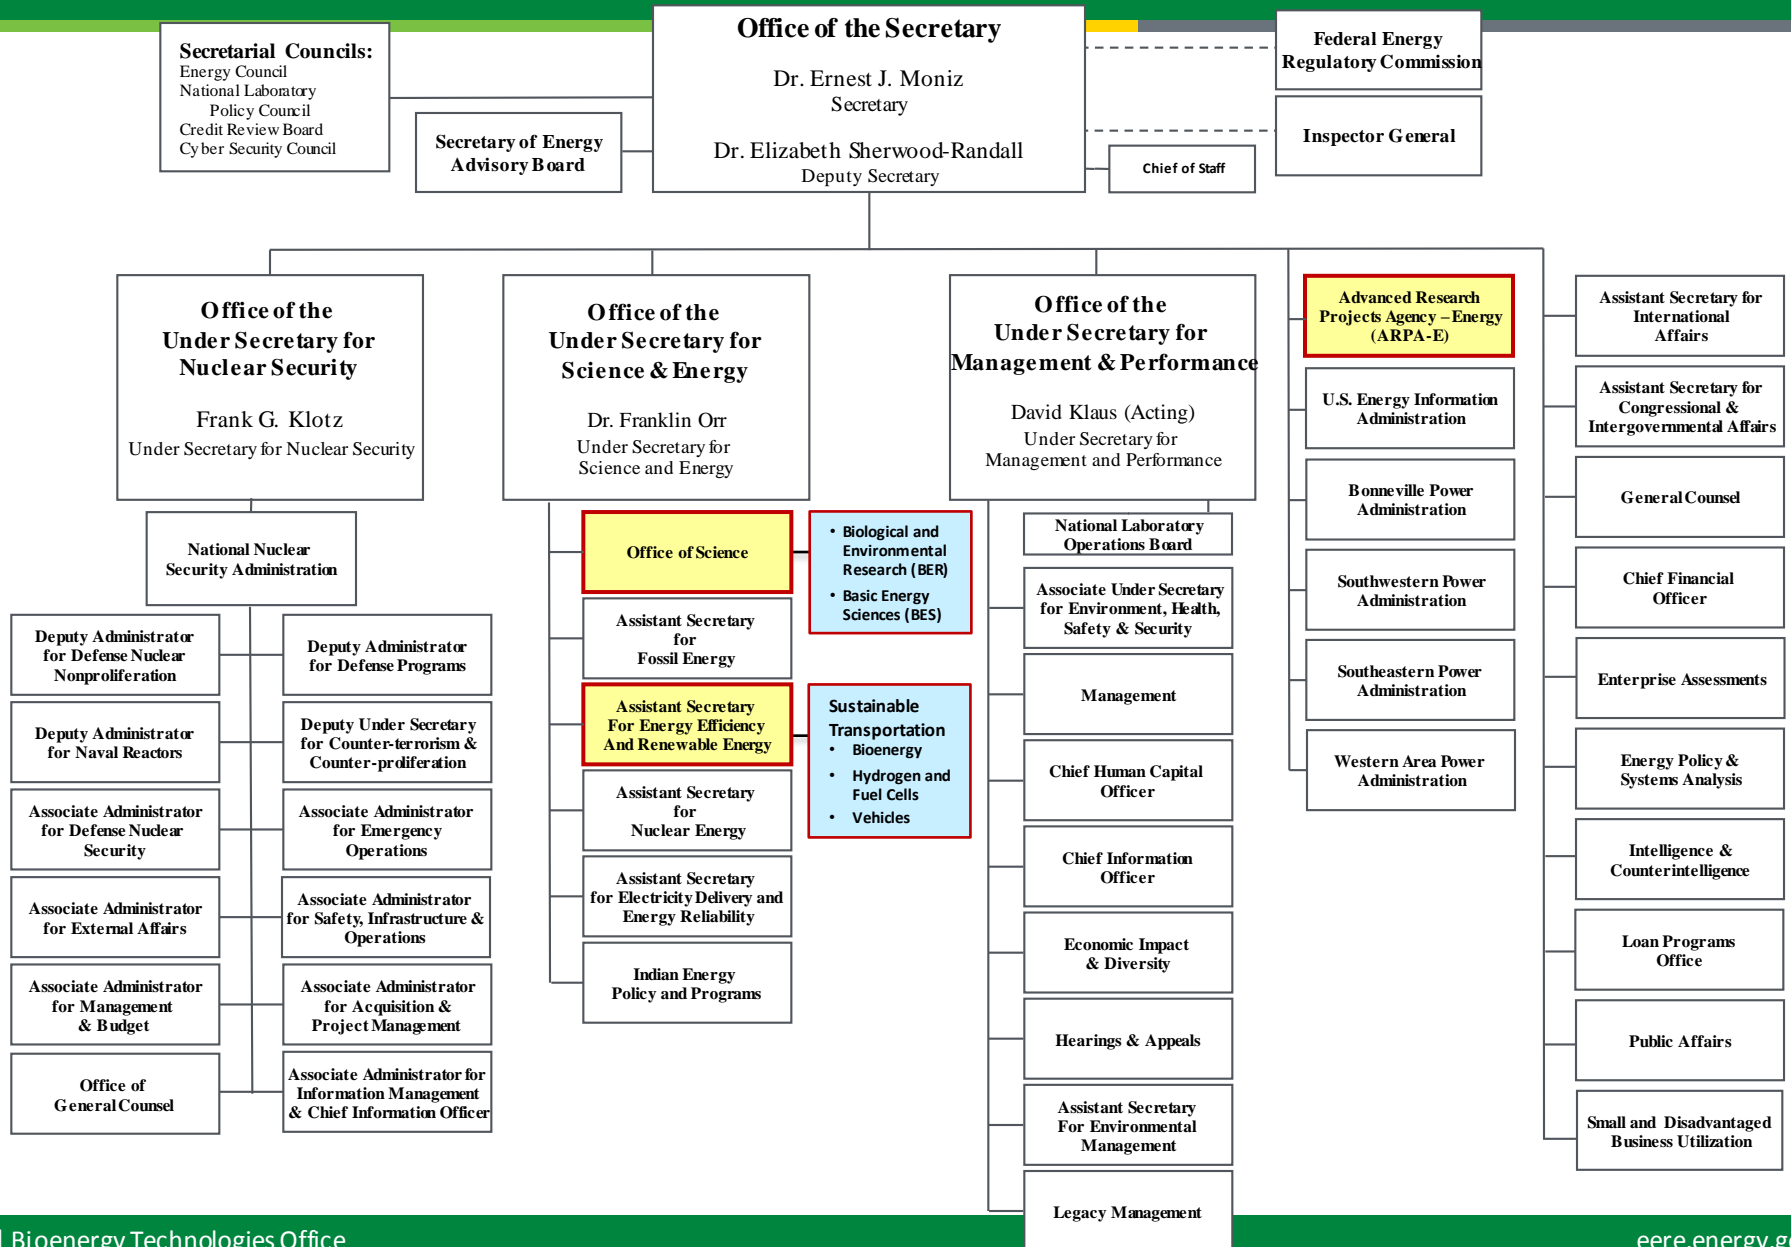 Office of the Secretary
Dr. Ernest J. Moniz
Secretary
Dr. Elizabeth Sherwood-Randall
Deputy Secretary
Secretarial Councils:
Energy Council
National Laboratory
Policy Council
Credit Review Board
Cyber Security Council
Secretary of Energy
Advisory Board
Federal Energy
Regulatory Commission
Inspector General
Chief of Staff
Office of the
Under Secretary for
Nuclear Security
Frank G. Klotz
Under Secretary for Nuclear Security
National Nuclear
Security Administration
Deputy Administrator
for Defense Nuclear
Nonproliferation
Deputy Administrator
for Defense Programs
Deputy Administrator
for Naval Reactors
Deputy Under Secretary
for Counter-terrorism &
Counter-proliferation
Associate Administrator
for Defense Nuclear
Security
Associate Administrator
for Emergency
Operations
Associate Administrator
for External Affairs
Associate Administrator
for Safety, Infrastructure &
Operations
Associate Administrator
for Management
& Budget
Associate Administrator
for Acquisition &
Project Management
Office of
General Counsel
Associate Administrator for
Information Management
& Chief Information Officer
Office of the
Under Secretary for
Science & Energy
Dr. Franklin Orr
Under Secretary for
Science and Energy
Office of Science
• Biological and
Environmental
Research (BER)
• Basic Energy
Sciences (BES)
Assistant Secretary
for
Fossil Energy
Assistant Secretary
For Energy Efficiency
And Renewable Energy
Sustainable
Transportation
• Bioenergy
• Hydrogen and
Fuel Cells
• Vehicles
Assistant Secretary
for
Nuclear Energy
Assistant Secretary
for Electricity Delivery and
Energy Reliability
Indian Energy
Policy and Programs
Office of the
Under Secretary for
Management & Performance
David Klaus (Acting)
Under Secretary for
Management and Performance
National Laboratory
Operations Board
Associate Under Secretary
for Environment, Health,
Safety & Security
Management
Chief Human Capital
Officer
Chief Information
Officer
Economic Impact
& Diversity
Hearings & Appeals
Assistant Secretary
For Environmental
Management
Legacy Management
Advanced Research
Projects Agency – Energy
(ARPA-E)
U.S. Energy Information
Administration
Bonneville Power
Administration
Southwestern Power
Administration
Southeastern Power
Administration
Western Area Power
Administration
Assistant Secretary for
International
Affairs
Assistant Secretary for
Congressional &
Intergovernmental Affairs
General Counsel
Chief Financial
Officer
Enterprise Assessments
Energy Policy &
Systems Analysis
Intelligence &
Counterintelligence
Loan Programs
Office
Public Affairs
Small and Disadvantaged
Business Utilization
| Bioenergy Technologies Office
eere.energy.g